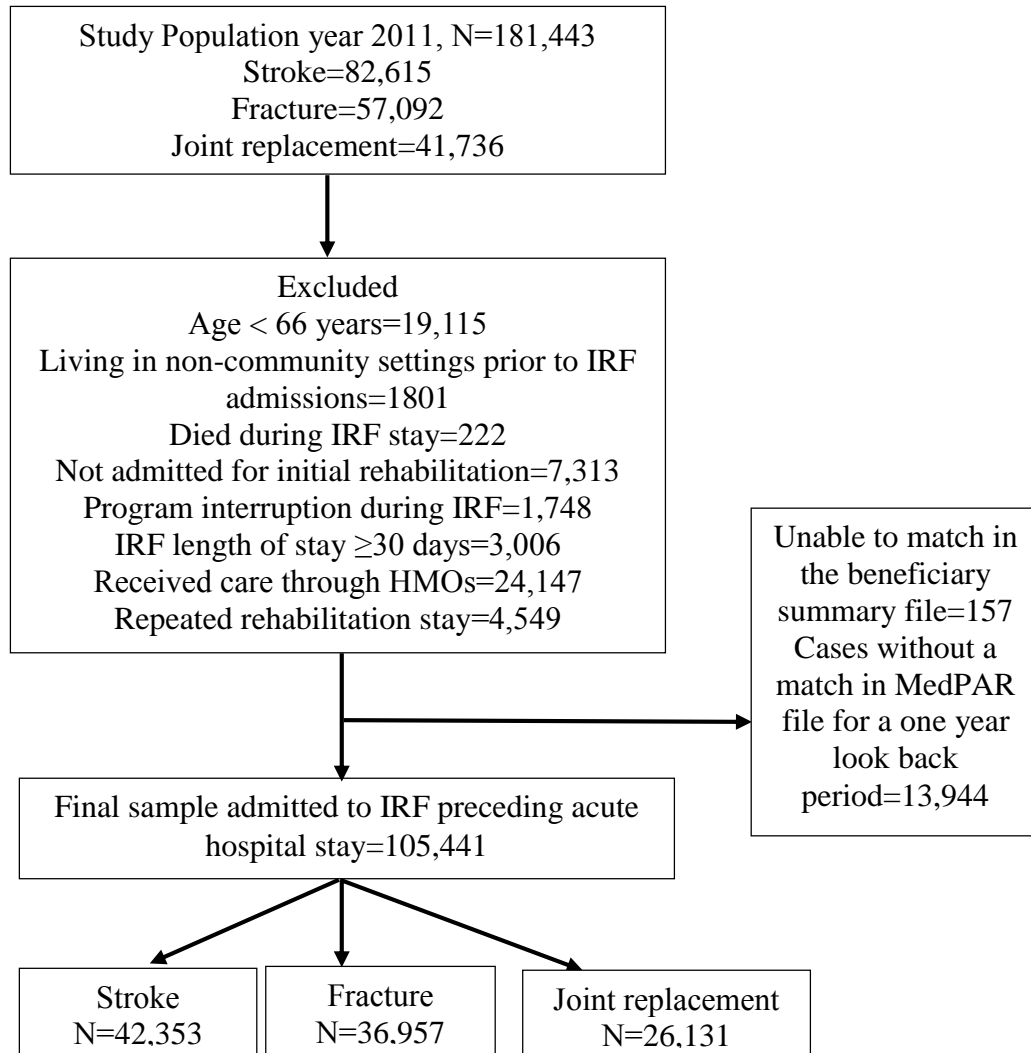 Study Population year 2011, N=181,443
Stroke=82,615
Fracture=57,092
Joint replacement=41,736
Excluded
Age < 66 years=19,115
Living in non-community settings prior to IRF
admissions=1801
Died during IRF stay=222
Not admitted for initial rehabilitation=7,313
Program interruption during IRF=1,748
IRF length of stay ≥30 days=3,006
Received care through HMOs=24,147
Repeated rehabilitation stay=4,549
Unable to match in
the beneficiary
summary file=157
Cases without a
match in MedPAR
file for a one year
look back
period=13,944
Final sample admitted to IRF preceding acute
hospital stay=105,441
Stroke
N=42,353
Fracture
N=36,957
Joint replacement
N=26,131